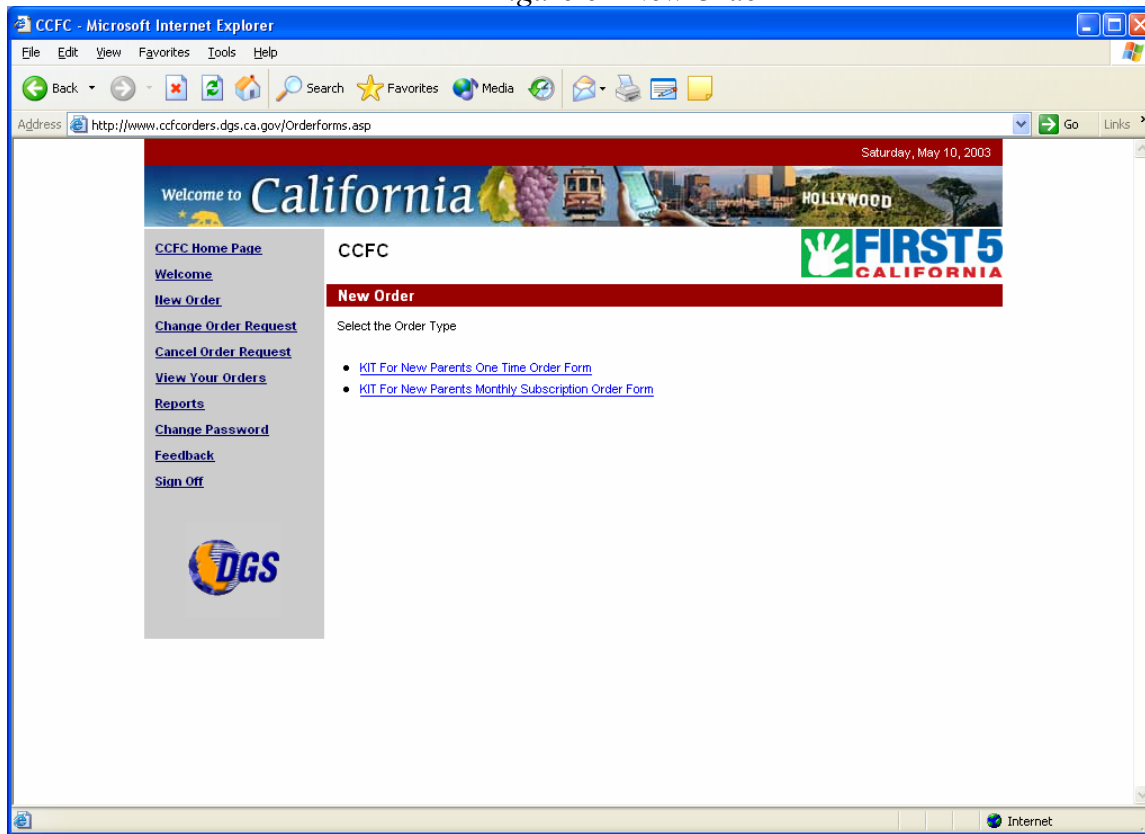 New Order
CCFC - Microsoft Internet Explorer
File Edit View Favorites Tools Help
Back Search Favorites Media
Address http://www.ccfcorders.dgs.ca.gov/Orderforms.asp Go Links
Saturday, May 10, 2003
Welcome to California
HOLLYWOOD
CCFC Home Page
Welcome
New Order
Change Order Request
Cancel Order Request
View Your Orders
Reports
Change Password
Feedback
Sign Off
DGS
CCFC
FIRST 5
CALIFORNIA
New Order
Select the Order Type
KIT For New Parents One Time Order Form
KIT For New Parents Monthly Subscription Order Form
Internet